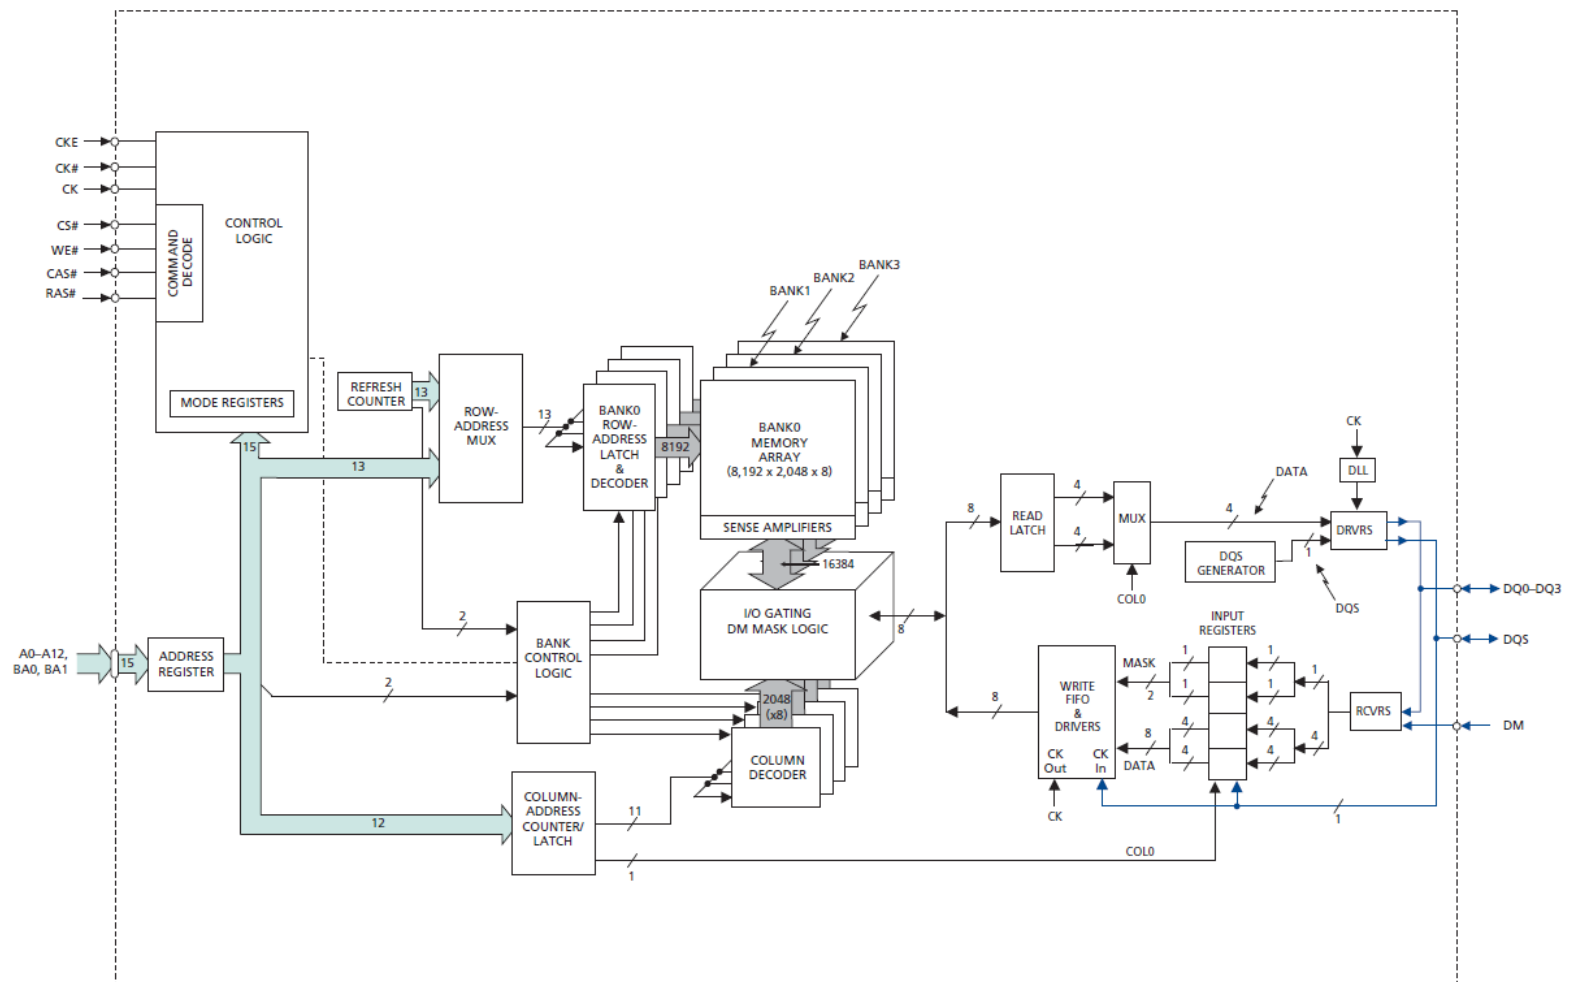 CKE
CK#
CK
CS#
WE#
CAS#
RAS#
COMMAND
DECODE
CONTROL
LOGIC
MODE REGISTERS
15
REFRESH
COUNTER
13
13
ROW-
ADDRESS
MUX
13
BANK0
ROW-
ADDRESS
LATCH
&
DECODER
8192
BANK1
BANK2
BANK3
BANK0
MEMORY
ARRAY
(8,192 x 2,048 x 8)
SENSE AMPLIFIERS
16384
I/O GATING
DM MASK LOGIC
8
2048
(x8)
COLUMN
DECODER
2
BANK
CONTROL
LOGIC
2
A0–A12,
BA0, BA1
15
ADDRESS
REGISTER
12
COLUMN-
ADDRESS
COUNTER/
LATCH
11
1
COL0
8
READ
LATCH
4
4
MUX
COL0
4
DATA
DQS
GENERATOR
1
DQS
CK
DLL
DRVRS
DQ0–DQ3
DQS
DM
INPUT
REGISTERS
8
WRITE
FIFO
&
DRIVERS
CK
Out
CK
In
CK
MASK
2
8
DATA
1
1
4
4
1
1
4
4
1
4
RCVRS
1